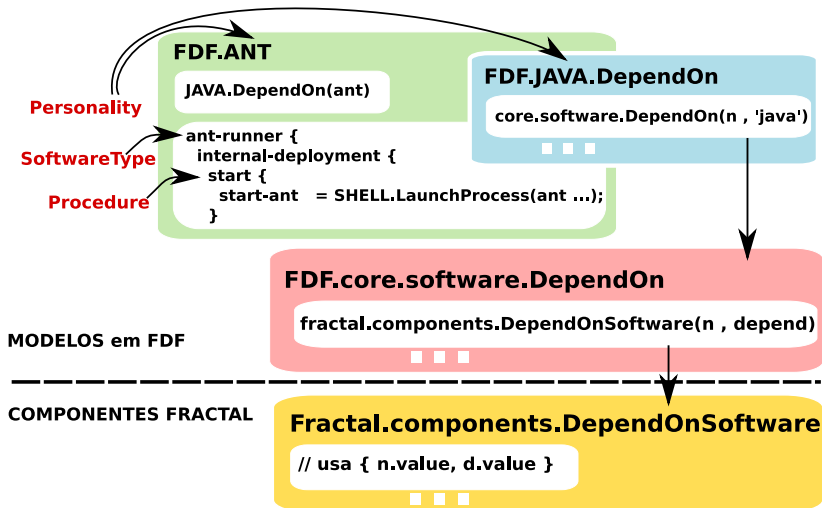 FDF.ANT
JAVA.DependOn(ant)
FDF.JAVA.DependOn
core.software.DependOn(n , 'java')
Personality
SoftwareType
Procedure
ant-runner {
internal-deployment {
start {
start-ant = SHELL.LaunchProcess(ant ...);
}
FDF.core.software.DependOn
fractal.components.DependOnSoftware(n , depend)
MODELOS em FDF
COMPONENTES FRACTAL
Fractal.components.DependOnSoftware
// usa { n.value, d.value }